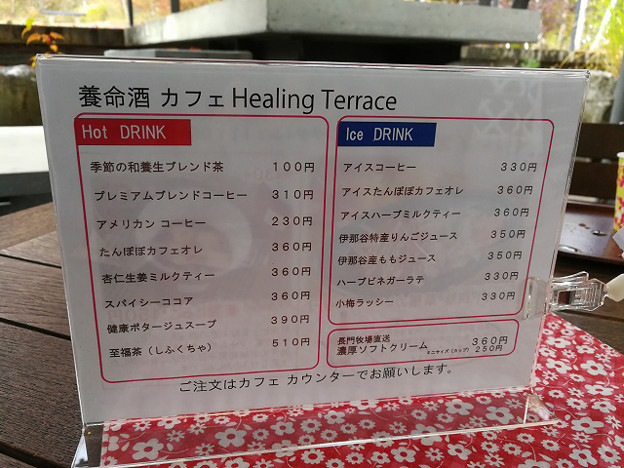 養命酒 カフェ Healing Terrace
Hot DRINK
季節の和養生ブレンド茶 100円
プレミアムブレンドコーヒー 310円
アメリカン コーヒー 230円
たんぽぽカフェオレ 360円
杏仁生姜ミルクティー 360円
スパイシーココア 360円
健康ポタージュスープ 390円
至福茶（しふくちゃ） 510円
Ice DRINK
アイスコーヒー 330円
アイスたんぽぽカフェオレ 360円
アイスハーブミルクティー 360円
伊那谷特産りんごジュース 350円
伊那谷産ももジュース 350円
ハーブビネガーラテ 330円
小梅ラッシー 330円
長門牧場直送
濃厚ソフトクリーム 360円
ミニサイズ（カップ） 250円
ご注文はカフェ カウンターでお願いします。